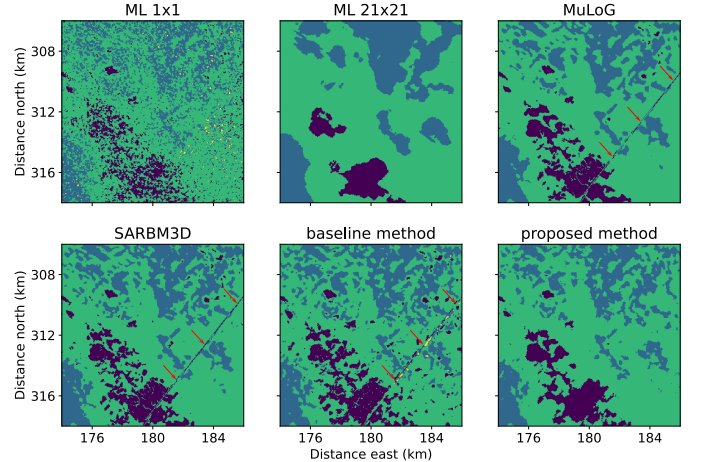 ML 1x1 ML 21x21 MuLoG
308
312
316
Distance north (km)
SARBM3D baseline method proposed method
308
312
316
Distance north (km)
176 180 184 176 180 184 176 180 184
Distance east (km)